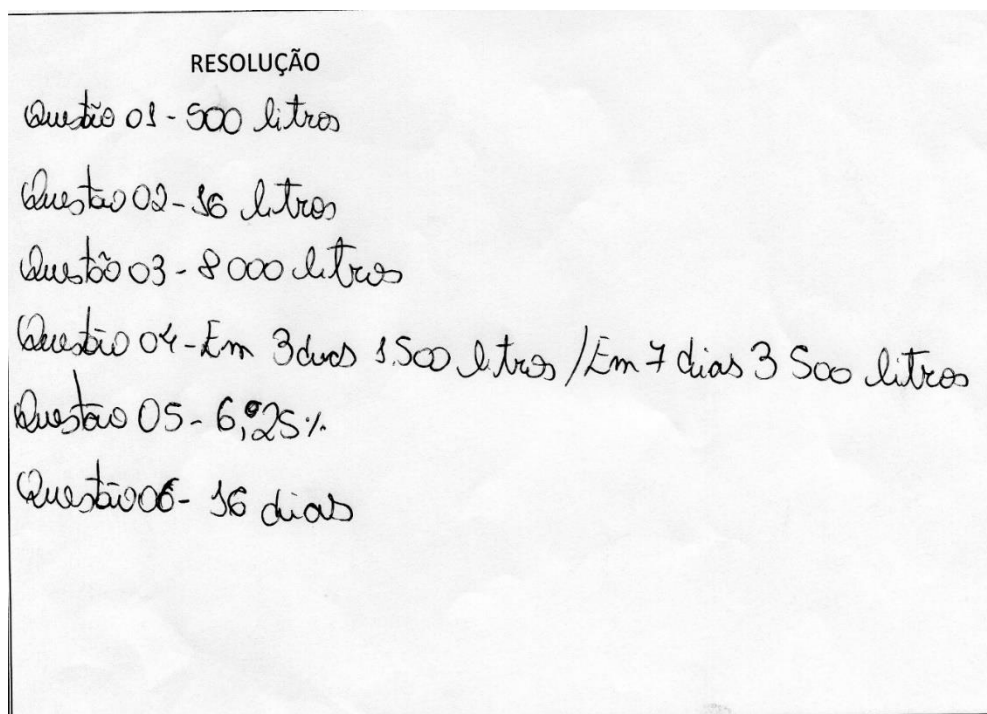 RESOLUÇÃO
Questão 01 - 500 litros
Questão 02 - 16 litros
Questão 03 - 8 000 litros
Questão 04 - Em 3 dias 1.500 litros / Em 7 dias 3 500 litros
Questão 05 - 6,25%
Questão 06 - 16 dias